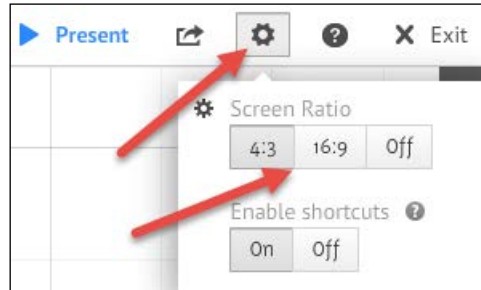 Present Exit
Screen Ratio
4:3 16:9 Off
Enable shortcuts ?
On Off